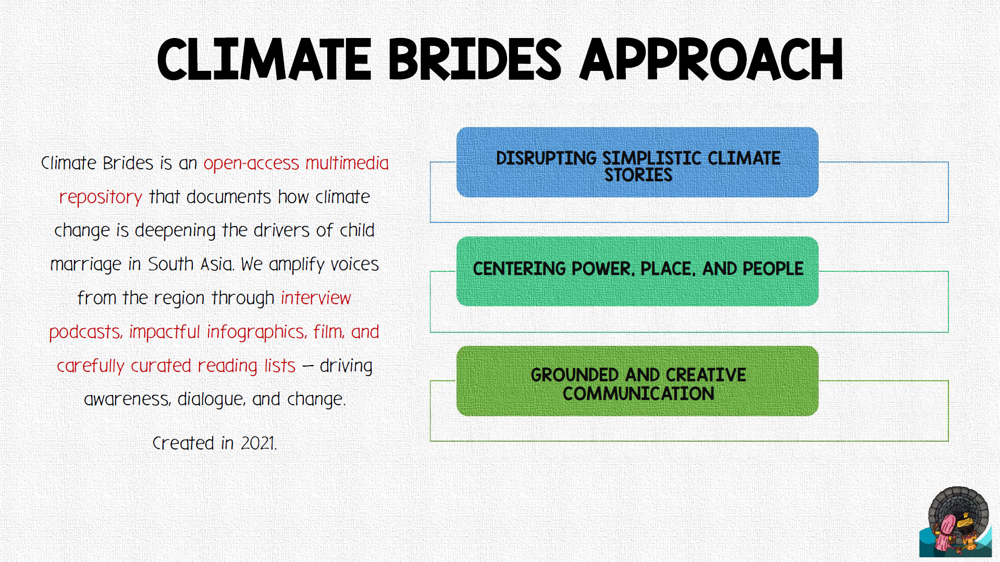 CLIMATE BRIDES APPROACH
Climate Brides is an open-access multimedia
repository that documents how climate
change is deepening the drivers of child
marriage in South Asia. We amplify voices
from the region through interview
podcasts, impactful infographics, film, and
carefully curated reading lists – driving
awareness, dialogue, and change.
Created in 2021.
DISRUPTING SIMPLISTIC CLIMATE
STORIES
CENTERING POWER, PLACE, AND PEOPLE
GROUNDED AND CREATIVE
COMMUNICATION